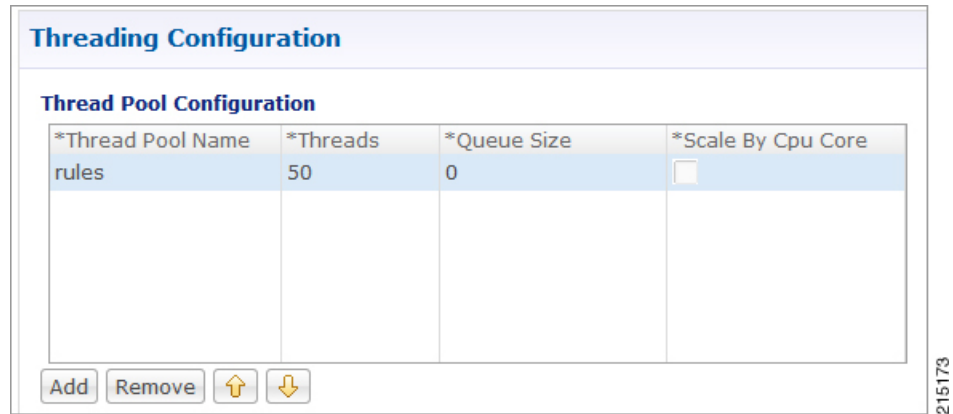 Threading Configuration
Thread Pool Configuration
*Thread Pool Name *Threads *Queue Size *Scale By Cpu Core
rules 50 0
Add Remove
215173